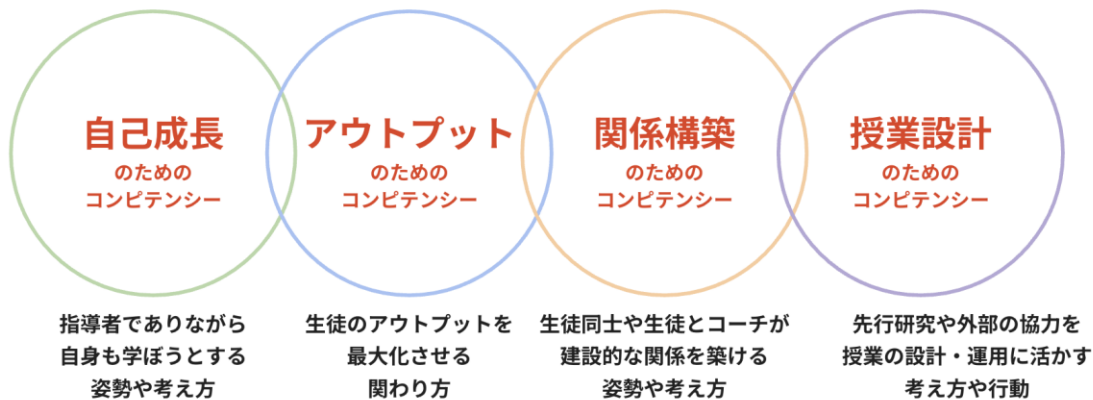 自己成長
のための
コンピテンシー
アウトプット
のための
コンピテンシー
関係構築
のための
コンピテンシー
授業設計
のための
コンピテンシー
指導者でありながら
自身も学ぼうとする
姿勢や考え方
生徒のアウトプットを
最大化させる
関わり方
生徒同士や生徒とコーチが
建設的な関係を築ける
姿勢や考え方
先行研究や外部の協力を
授業の設計・運用に活かす
考え方や行動